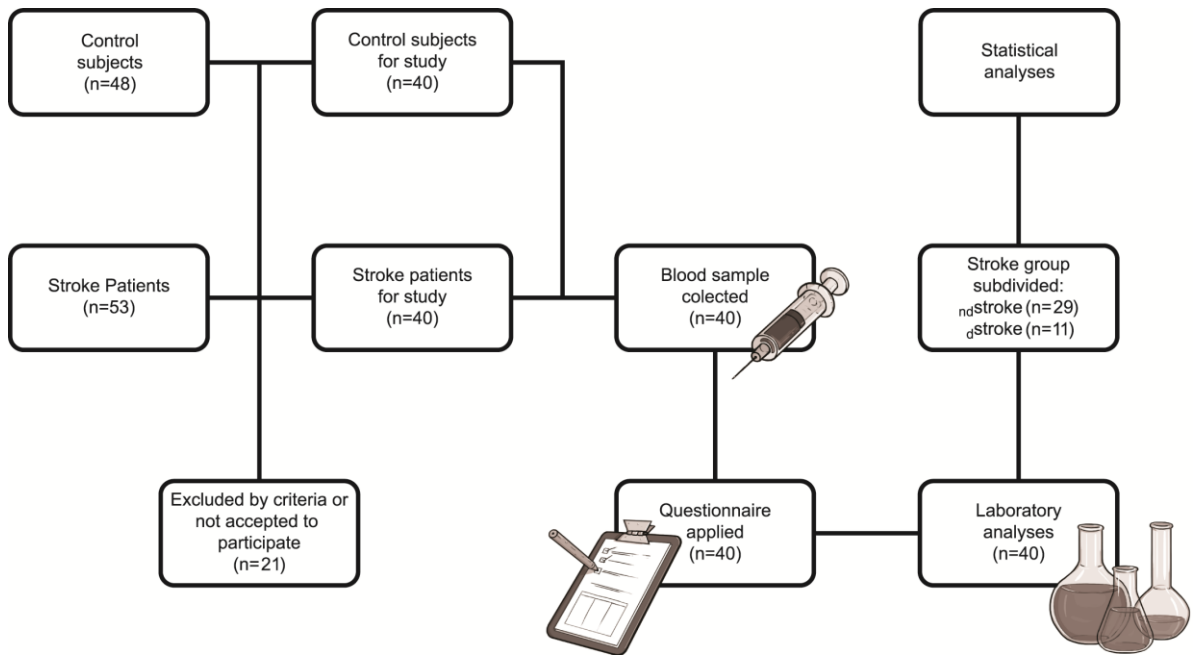 Control
subjects
(n=48)
Control subjects
for study
(n=40)
Statistical
analyses
Stroke Patients
(n=53)
Stroke patients
for study
(n=40)
Blood sample
colected
(n=40)
Stroke group
subdivided:
ndstroke (n=29)
dstroke (n=11)
Excluded by criteria or
not accepted to
participate
(n=21)
Questionnaire
applied
(n=40)
Laboratory
analyses
(n=40)